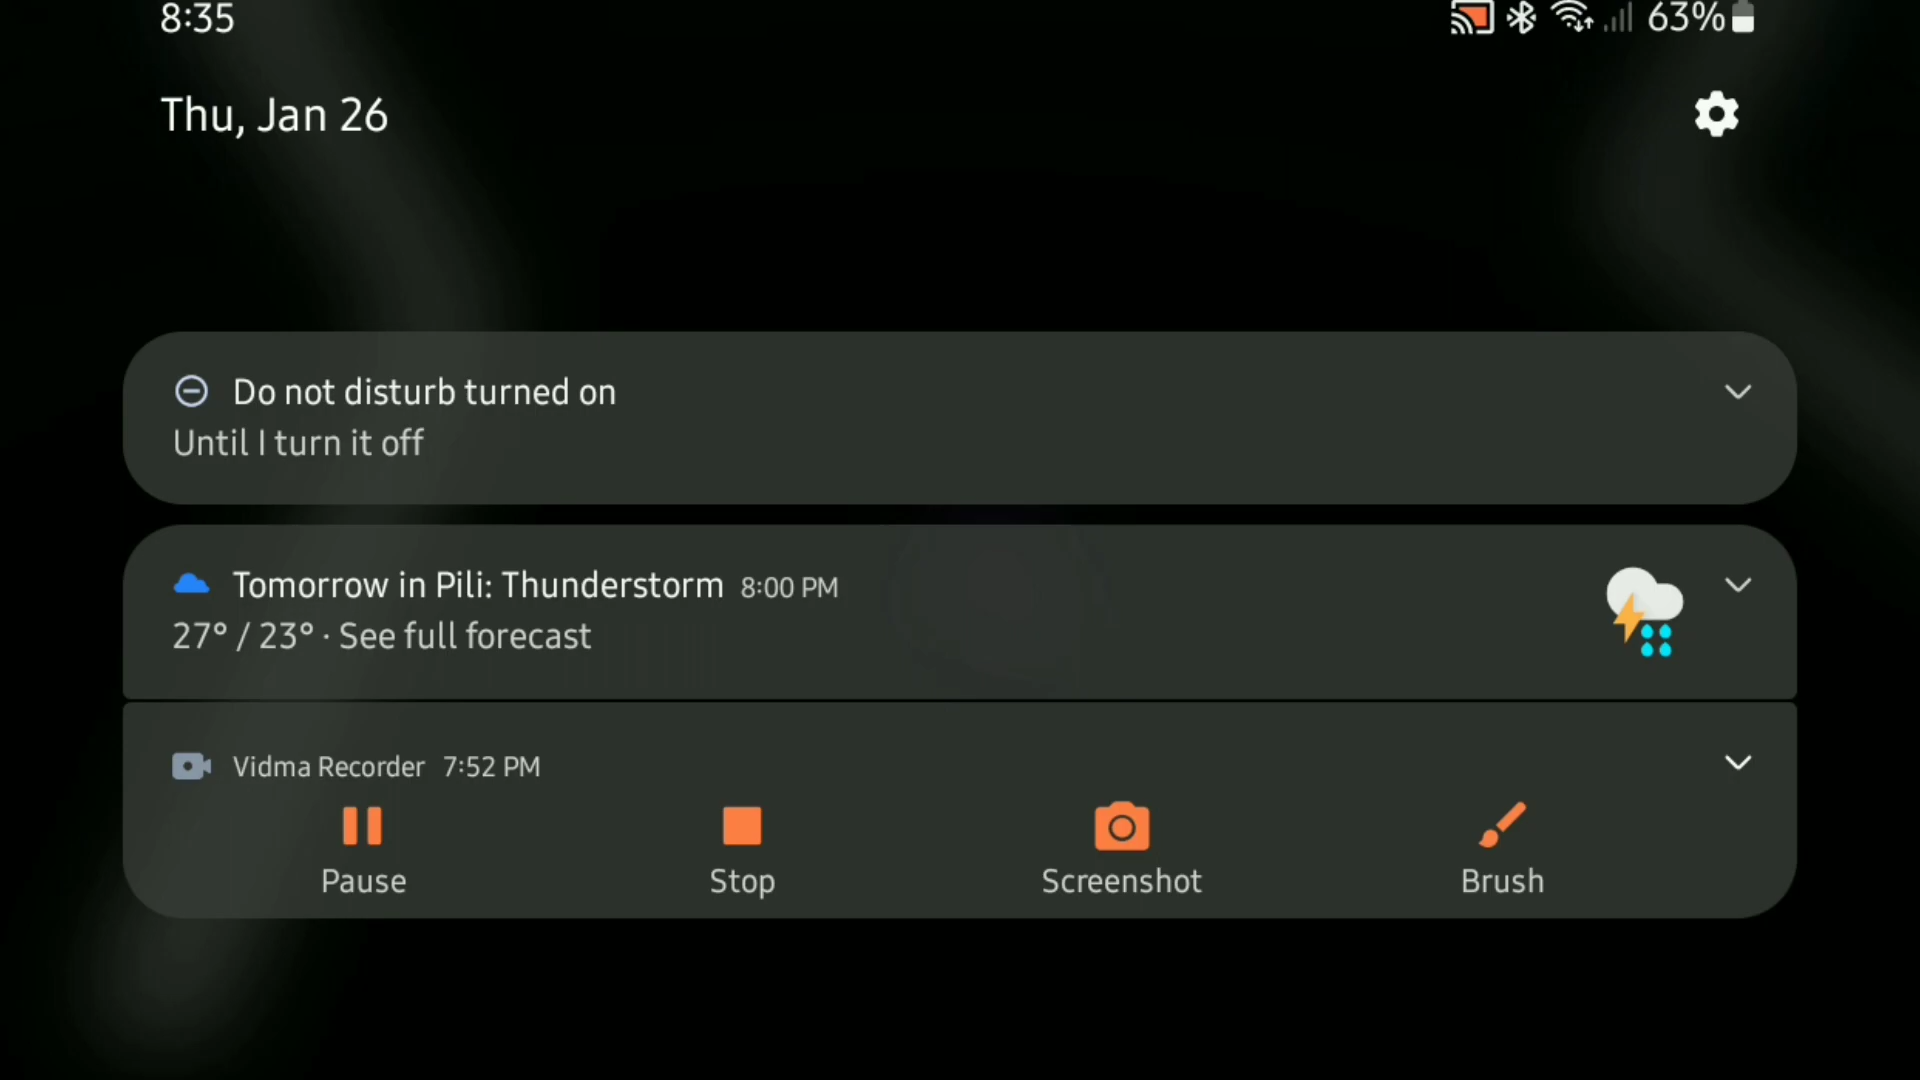 8:35
63%
Thu, Jan 26
Do not disturb turned on
Until I turn it off
Tomorrow in Pili: Thunderstorm 8:00 PM
27° / 23° · See full forecast
Vidma Recorder 7:52 PM
Pause Stop Screenshot Brush